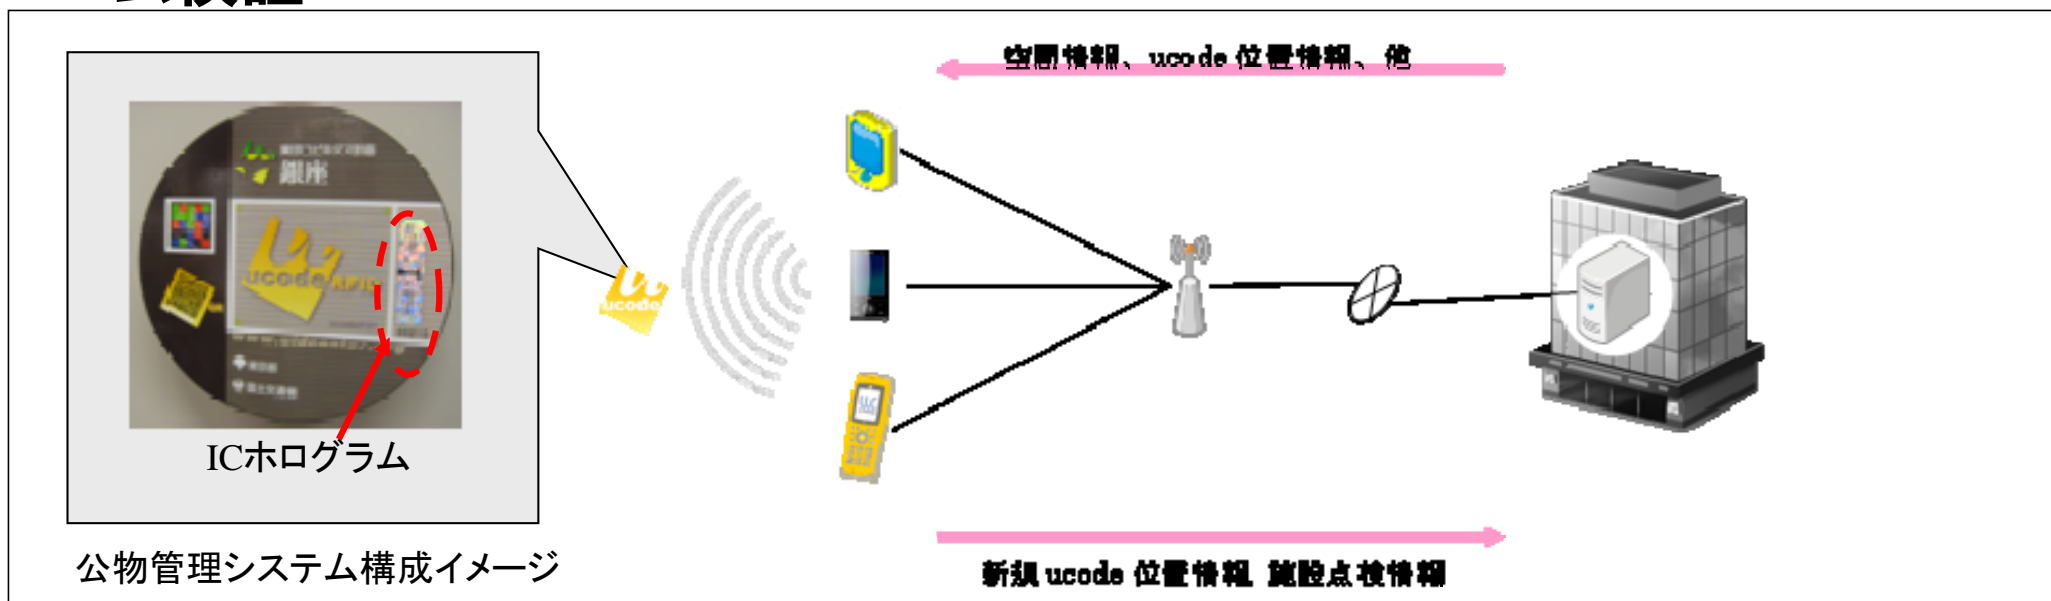 空間情報、ucode 位置情報、他
銀座
ucode RFID
ucode
ICホログラム
公物管理システム構成イメージ
新規 ucode 位置情報 施設点検情報